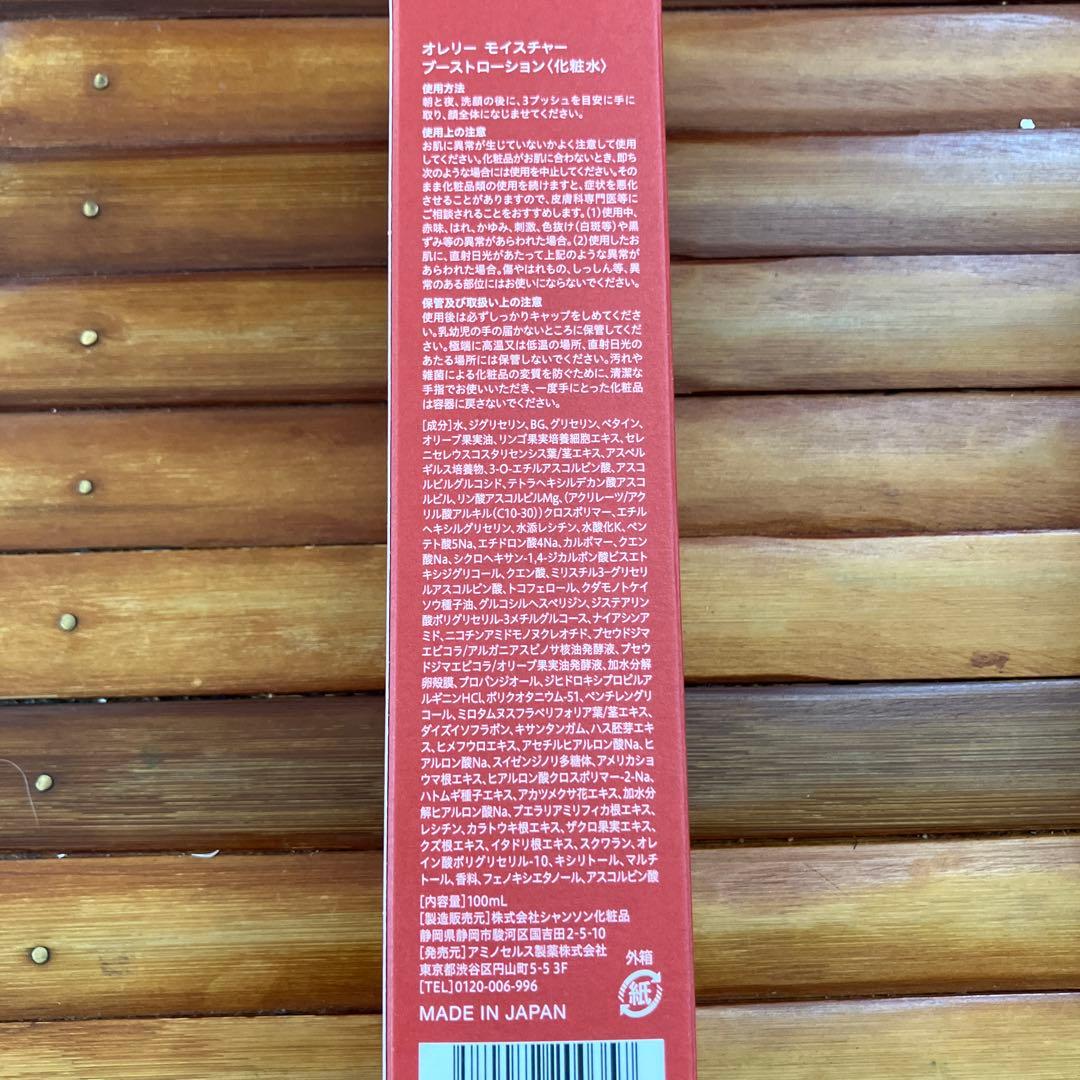 オレリー モイスチャー
ブーストローション〈化粧水〉
使用方法
朝と夜、洗顔の後に、3プッシュを目安に手に
取り、顔全体になじませてください。
使用上の注意
お肌に異常が生じていないかよく注意して使用
してください。化粧品がお肌に合わないとき、即ち
次のような場合には使用を中止してください。その
まま化粧品類の使用を続けますと、症状を悪化
させることがありますので、皮膚科専門医等に
ご相談されることをおすすめします。(1)使用中、
赤味、はれ、かゆみ、刺激、色抜け(白斑等)や黒
ずみ等の異常があらわれた場合。(2)使用したお
肌に、直射日光があたって上記のような異常が
あらわれた場合。傷やはれもの、しっしん等、異
常のある部位にはお使いにならないでください。
保管及び取扱い上の注意
使用後は必ずしっかりキャップをしめてくださ
い。乳幼児の手の届かないところに保管してくだ
さい。極端に高温又は低温の場所、直射日光の
あたる場所には保管しないでください。汚れや
雑菌による化粧品の変質を防ぐために、清潔な
手指でお使いいただき、一度手にとった化粧品
は容器に戻さないでください。
[成分]水、ジグリセリン、BG、グリセリン、ベタイン、
オリーブ果実油、リンゴ果実培養細胞エキス、セレ
ニセレウスコスタリセンシス葉/茎エキス、アスペル
ギルス培養物、3-O-エチルアスコルビン酸、アスコ
ルビルグルコシド、テトラヘキシルデカン酸アスコ
ルビル、リン酸アスコルビルMg、(アクリレーツ/アク
リル酸アルキル(C10-30))クロスポリマー、エチル
ヘキシルグリセリン、水添レシチン、水酸化K、ペン
テト酸5Na、エチドロン酸4Na、カルボマー、クエン
酸Na、シクロヘキサン-1,4-ジカルボン酸ビスエト
キシジグリコール、クエン酸、ミリスチル3-グリセリ
ルアスコルビン酸、トコフェロール、クダモノトケイ
ソウ種子油、グルコシルヘスペリジン、ジステアリン
酸ポリグリセリル-3メチルグルコース、ナイアシンア
ミド、ニコチンアミドモノヌクレオチド、プセウドジマ
エピコラ/アルガニアスピノサ核油発酵液、プセウ
ドジマエピコラ/オリーブ果実油発酵液、加水分解
卵殻膜、プロパンジオール、ジヒドロキシプロピルア
ルギニンHCl、ポリクオタニウム-51、ペンチレングリ
コール、ミロタムヌスフラベリフォリア葉/茎エキス、
ダイズイソフラボン、キサンタンガム、ハス胚芽エキ
ス、ヒメフウロエキス、アセチルヒアルロン酸Na、ヒ
アルロン酸Na、スイゼンジノリ多糖体、アメリカショ
ウマ根エキス、ヒアルロン酸クロスポリマー-2-Na、
ハトムギ種子エキス、アカツメクサ花エキス、加水分
解ヒアルロン酸Na、プエラリアミリフィカ根エキス、
レシチン、カラトウキ根エキス、ザクロ果実エキス、
クズ根エキス、イタドリ根エキス、スクワラン、オレ
イン酸ポリグリセリル-10、キシリトール、マルチ
トール、香料、フェノキシエタノール、アスコルビン酸
[内容量]100mL
[製造販売元]株式会社シャンソン化粧品
静岡県静岡市駿河区国吉田2-5-10
[発売元]アミノセルス製薬株式会社
東京都渋谷区円山町5-5 3F
[TEL]0120-006-996
MADE IN JAPAN
外箱
紙